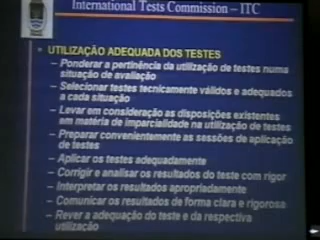 International Tests Commission – ITC
UTILIZAÇÃO ADEQUADA DOS TESTES
– Ponderar a pertinência da utilização de testes numa
situação de avaliação
– Selecionar testes tecnicamente válidos e adequados
a cada situação
– Levar em consideração as disposições existentes
em matéria de imparcialidade na utilização de testes
– Preparar convenientemente as sessões de aplicação
de testes
– Aplicar os testes adequadamente
– Corrigir e analisar os resultados do teste com rigor
– Interpretar os resultados apropriadamente
– Comunicar os resultados de forma clara e rigorosa
– Rever a adequação do teste e da respectiva
utilização